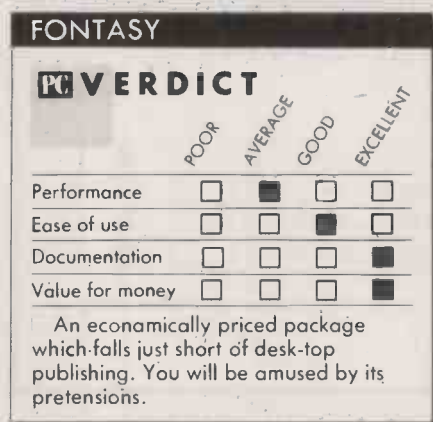 FONTASY
PC VERDICT
POOR AVERAGE GOOD EXCELLENT
Performance
Ease of use
Documentation
Value for money
An econamically priced package
which falls just short of desk-top
publishing. You will be amused by its
pretensions.